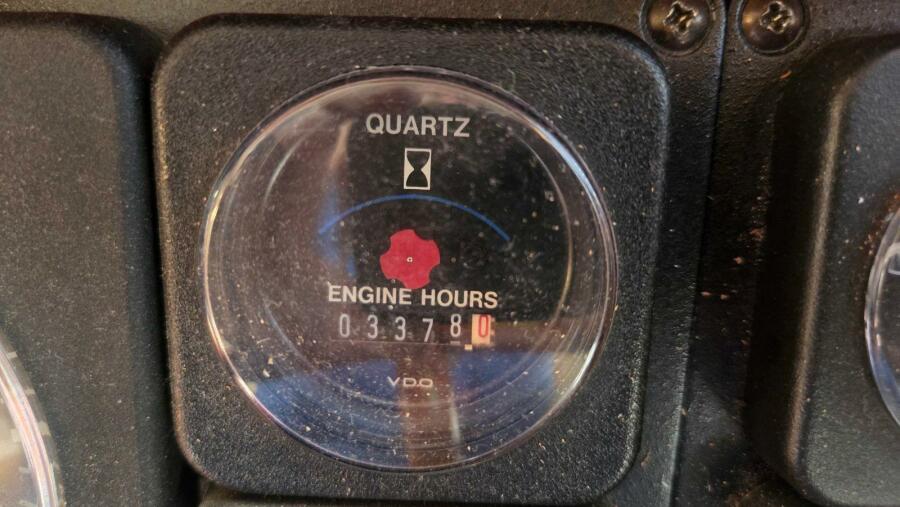 QUARTZ
ENGINE HOURS
033780
VDO